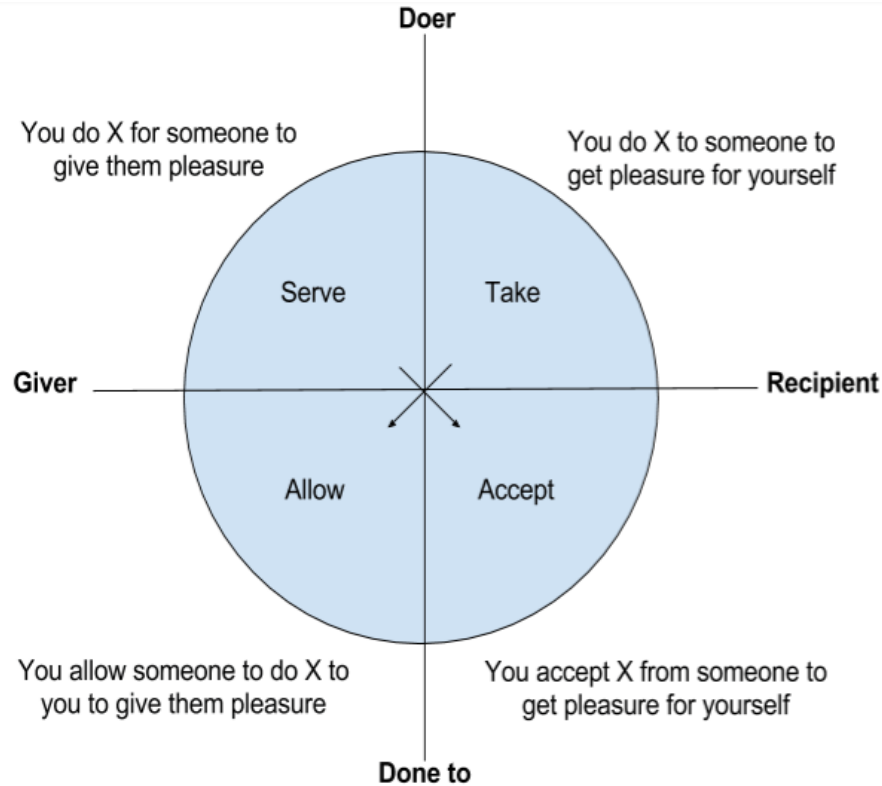 Doer
You do X for someone to
give them pleasure
You do X to someone to
get pleasure for yourself
Serve
Take
Giver
Recipient
Allow
Accept
You allow someone to do X to
you to give them pleasure
You accept X from someone to
get pleasure for yourself
Done to